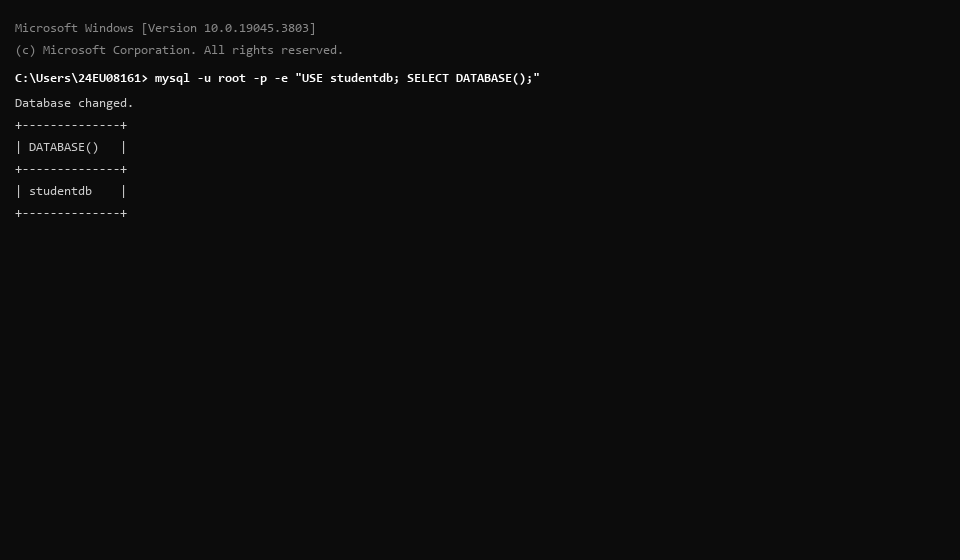 Microsoft Windows [Version 10.0.19045.3803]
(c) Microsoft Corporation. All rights reserved.
C:\Users\24EU08161> mysql -u root -p -e "USE studentdb; SELECT DATABASE();"
Database changed.
+--------------+
| DATABASE()   |
+--------------+
| studentdb    |
+--------------+